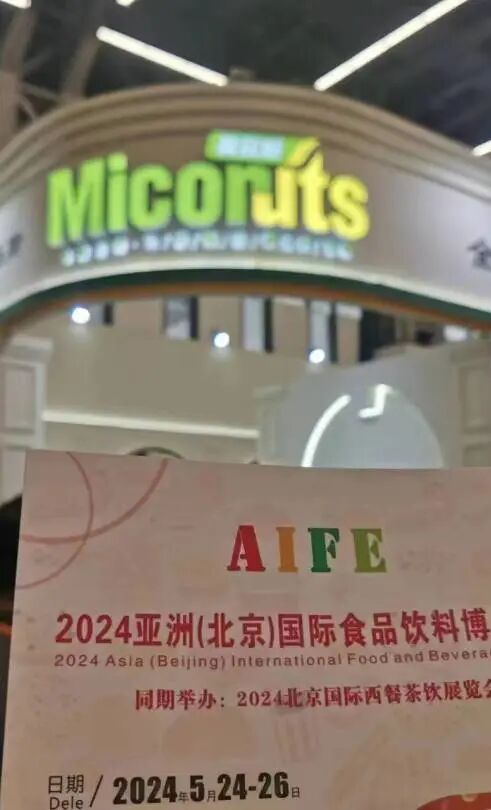 Micoruts
全
AIFE
2024亚洲(北京)国际食品饮料博
2024 Asia (Beijing) International Food and Bevera
同期举办：2024北京国际西餐茶饮展览会
日期
Dele / 2024年5月24-26日